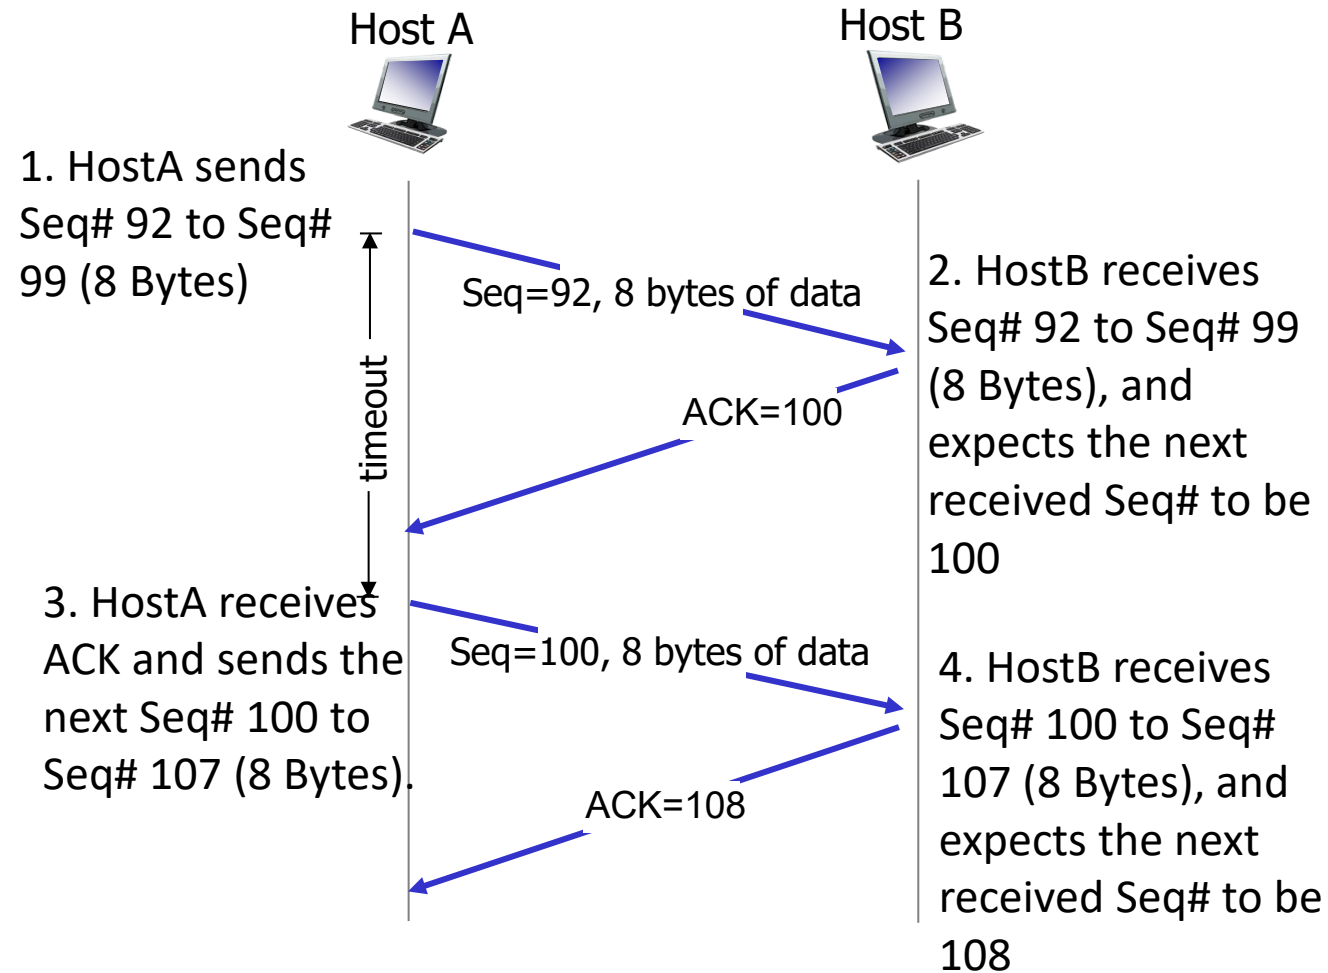 Host A
Host B
1. HostA sends
Seq# 92 to Seq#
99 (8 Bytes)
timeout
Seq=92, 8 bytes of data
2. HostB receives
Seq# 92 to Seq# 99
(8 Bytes), and
expects the next
received Seq# to be
100
ACK=100
3. HostA receives
ACK and sends the
next Seq# 100 to
Seq# 107 (8 Bytes).
Seq=100, 8 bytes of data
4. HostB receives
Seq# 100 to Seq#
107 (8 Bytes), and
expects the next
received Seq# to be
108
ACK=108